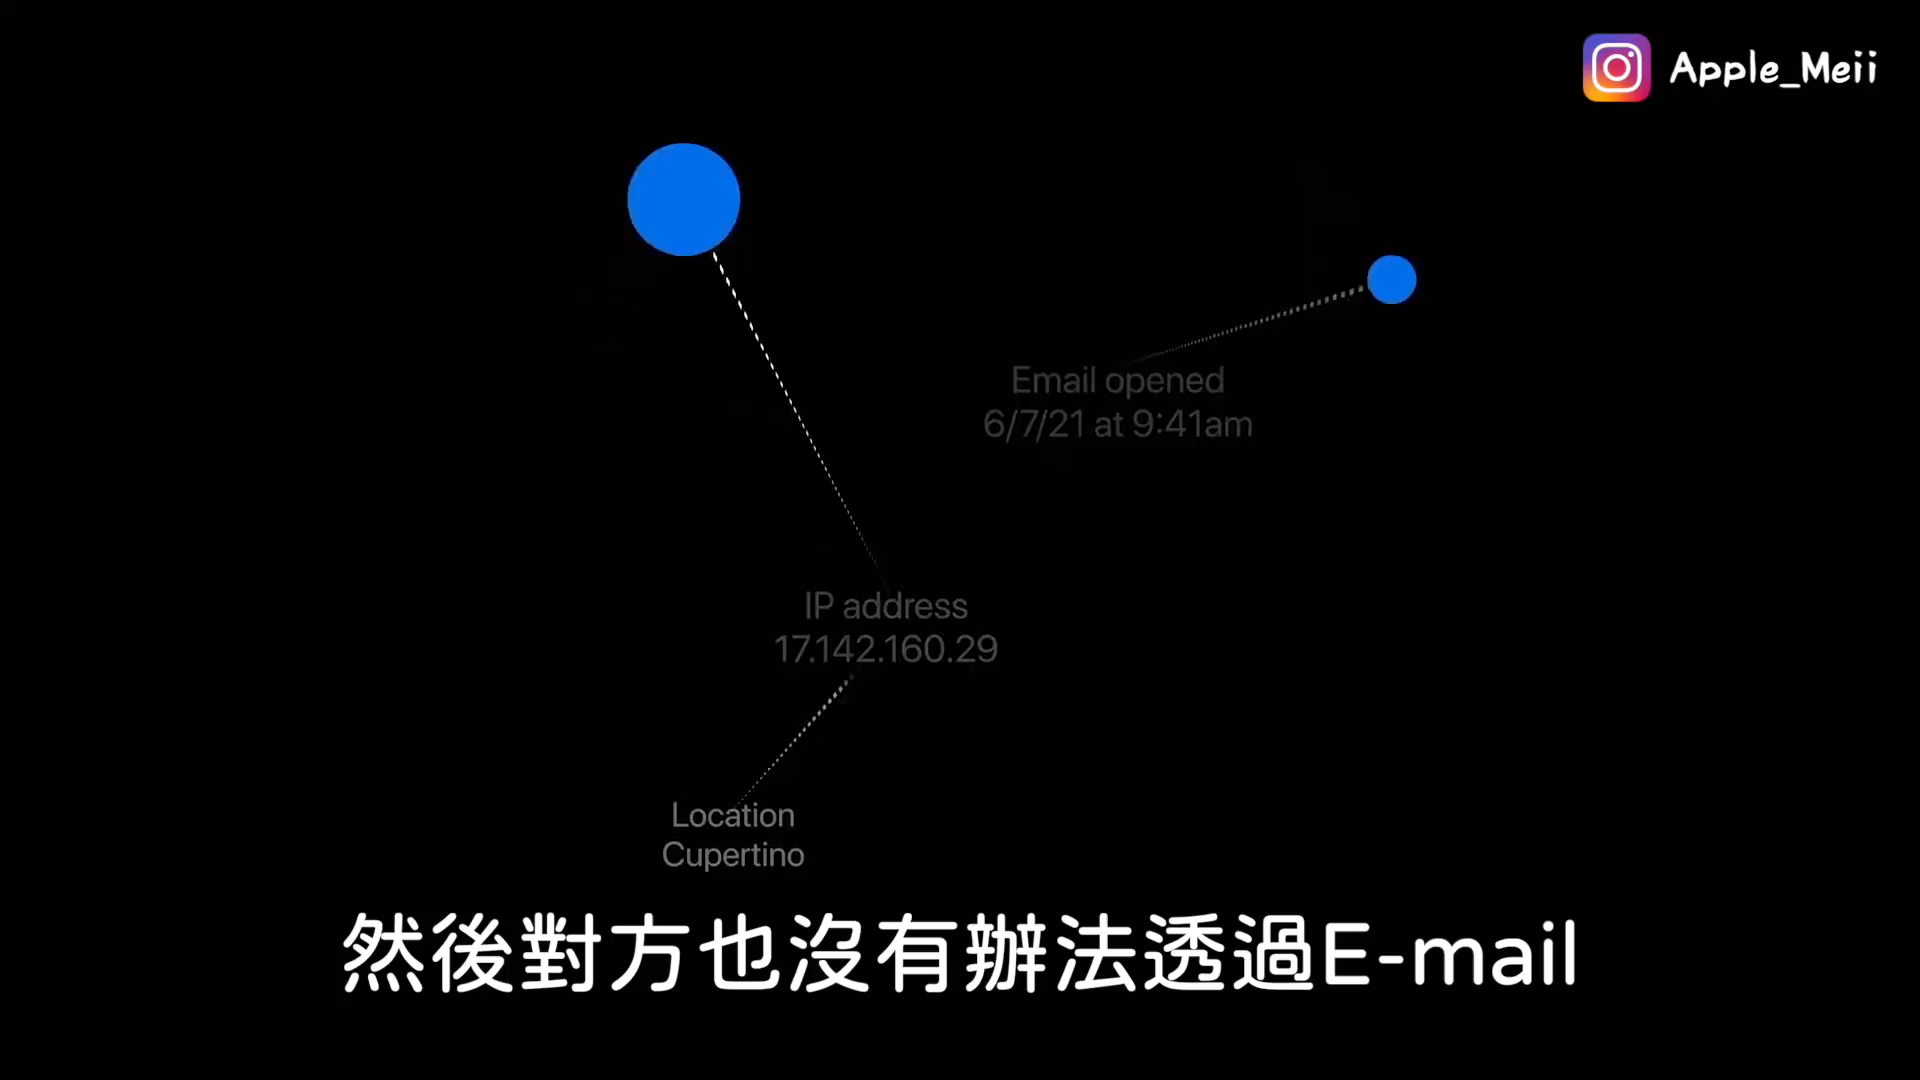 Apple_Meii
Email opened
6/7/21 at 9:41am
IP address
17.142.160.29
Location
Cupertino
然後對方也沒有辦法透過E-mail